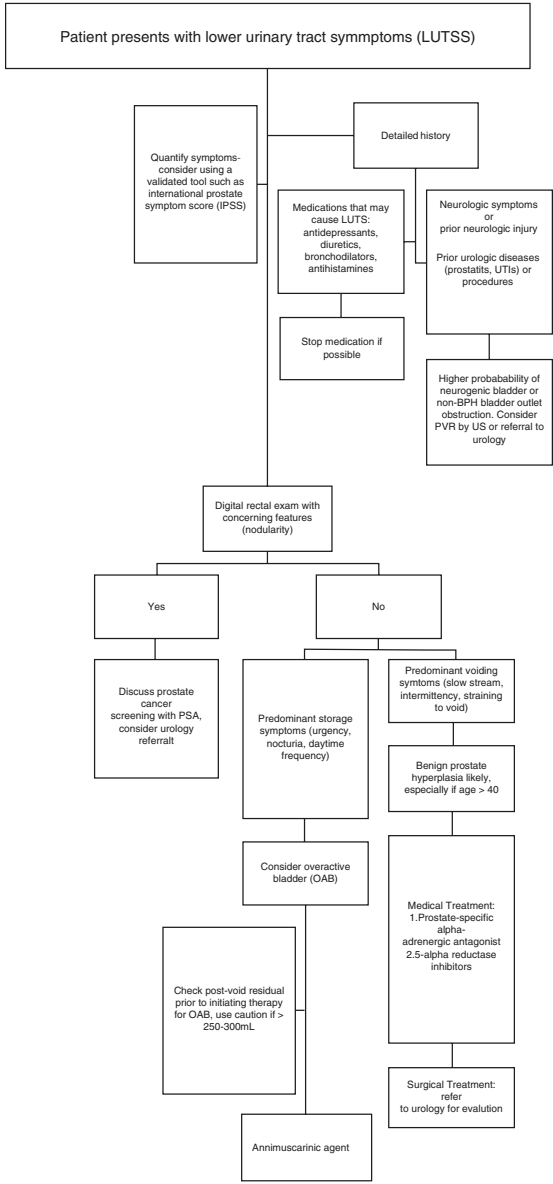 Patient presents with lower urinary tract symmptoms (LUTSS)
Quantify symptoms-
consider using a
validated tool such as
international prostate
symptom score (IPSS)
Detailed history
Medications that may
cause LUTS:
antidepressants,
diuretics,
bronchodilators,
antihistamines
Stop medication if
possible
Neurologic symptoms
or
prior neurologic injury
Prior urologic diseases
(prostatits, UTIs) or
procedures
Higher probabability of
neurogenic bladder or
non-BPH bladder outlet
obstruction. Consider
PVR by US or referral to
urology
Digital rectal exam with
concerning features
(nodularity)
Yes
No
Discuss prostate
cancer
screening with PSA,
consider urology
referralt
Predominant storage
symptoms (urgency,
nocturia, daytime
frequency)
Consider overactive
bladder (OAB)
Check post-void residual
prior to initiating therapy
for OAB, use caution if >
250-300mL
Annimuscarinic agent
Predominant voiding
symtoms (slow stream,
intermittency, straining
to void)
Benign prostate
hyperplasia likely,
especially if age > 40
Medical Treatment:
1.Prostate-specific
alpha-
adrenergic antagonist
2.5-alpha reductase
inhibitors
Surgical Treatment:
refer
to urology for evalution